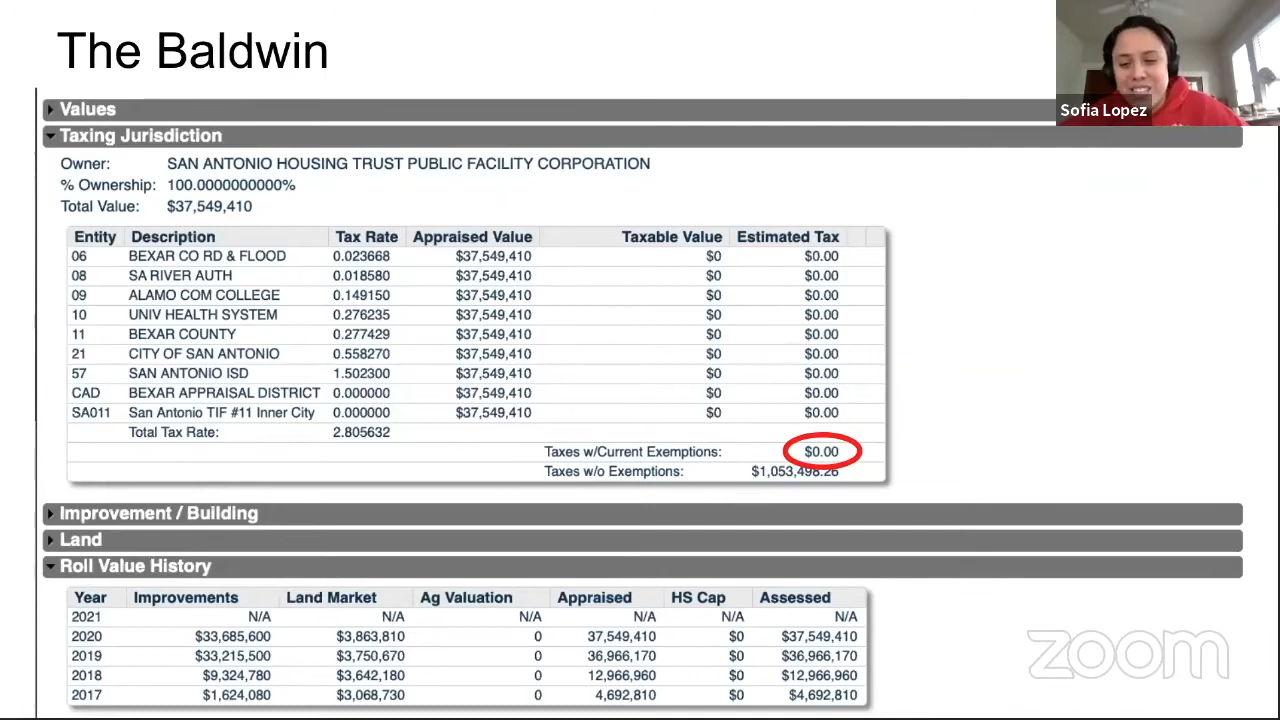 The Baldwin
Sofia Lopez
Values
Taxing Jurisdiction
Owner: SAN ANTONIO HOUSING TRUST PUBLIC FACILITY CORPORATION
% Ownership: 100.0000000000%
Total Value: $37,549,410
Entity Description Tax Rate Appraised Value Taxable Value Estimated Tax
06 BEXAR CO RD & FLOOD 0.023668 $37,549,410 $0 $0.00
08 SA RIVER AUTH 0.018580 $37,549,410 $0 $0.00
09 ALAMO COM COLLEGE 0.149150 $37,549,410 $0 $0.00
10 UNIV HEALTH SYSTEM 0.276235 $37,549,410 $0 $0.00
11 BEXAR COUNTY 0.277429 $37,549,410 $0 $0.00
21 CITY OF SAN ANTONIO 0.558270 $37,549,410 $0 $0.00
57 SAN ANTONIO ISD 1.502300 $37,549,410 $0 $0.00
CAD BEXAR APPRAISAL DISTRICT 0.000000 $37,549,410 $0 $0.00
SA011 San Antonio TIF #11 Inner City 0.000000 $37,549,410 $0 $0.00
Total Tax Rate: 2.805632
Taxes w/Current Exemptions: $0.00
Taxes w/o Exemptions: $1,053,498.26
Improvement / Building
Land
Roll Value History
Year Improvements Land Market Ag Valuation Appraised HS Cap Assessed
2021 N/A N/A N/A N/A N/A N/A
2020 $33,685,600 $3,863,810 0 37,549,410 $0 $37,549,410
2019 $33,215,500 $3,750,670 0 36,966,170 $0 $36,966,170
2018 $9,324,780 $3,642,180 0 12,966,960 $0 $12,966,960
2017 $1,624,080 $3,068,730 0 4,692,810 $0 $4,692,810
zoom